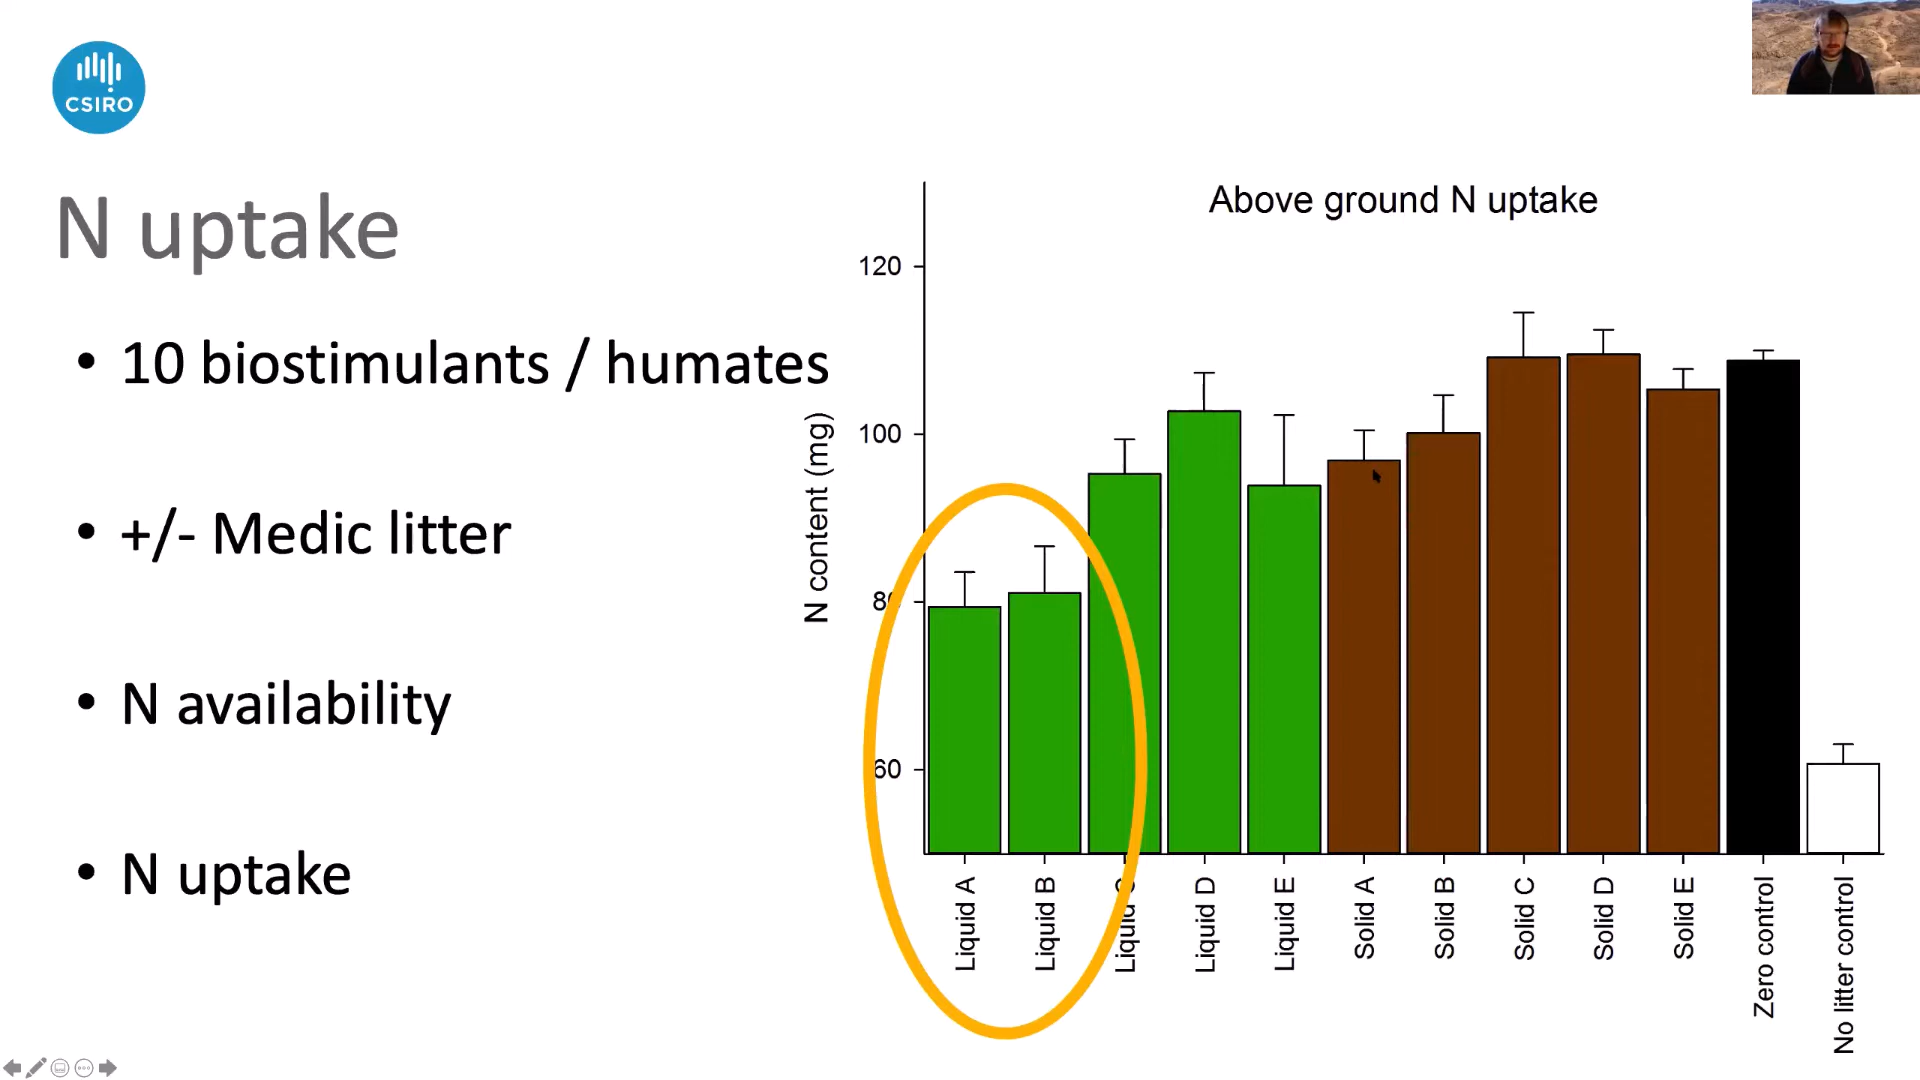 CSIRO
N uptake
• 10 biostimulants / humates
• +/- Medic litter
• N availability
• N uptake
Above ground N uptake
N content (mg)
120
100
80
60
Liquid A
Liquid B
Liquid C
Liquid D
Liquid E
Solid A
Solid B
Solid C
Solid D
Solid E
Zero control
No litter control